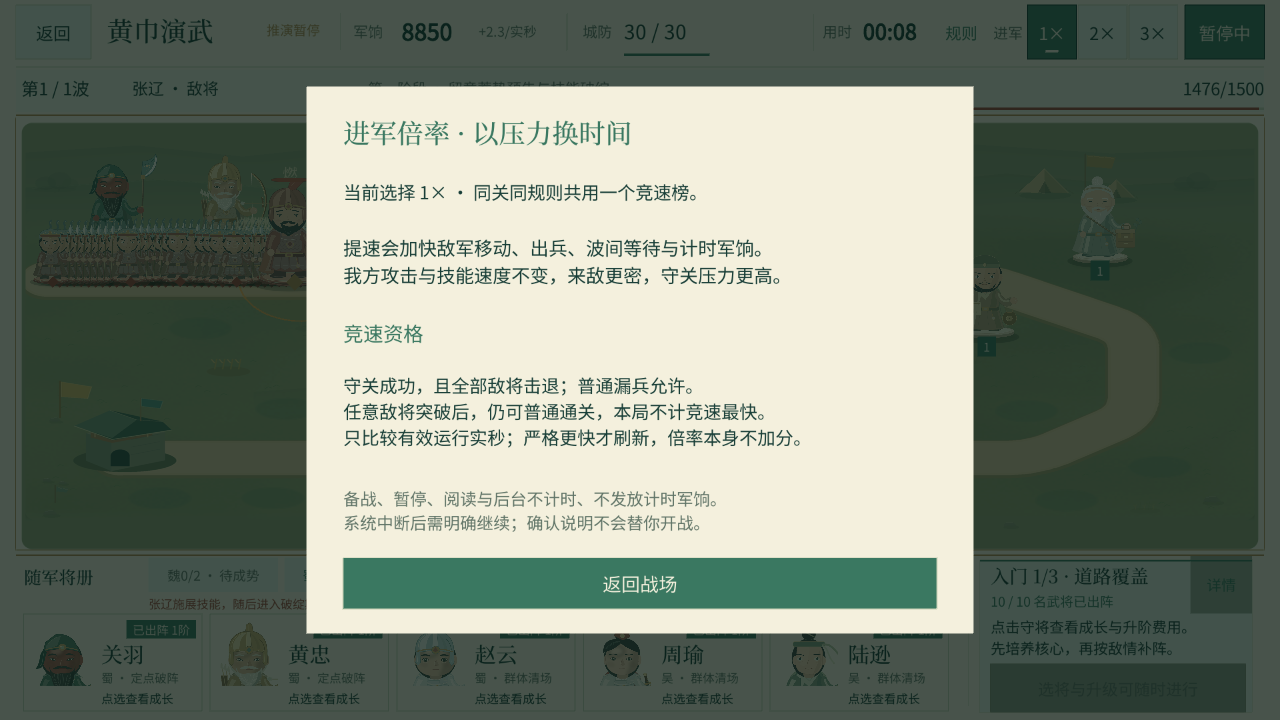 返回
黄巾演武
推演暂停
军饷
8850
+2.3/实秒
城防
30 / 30
用时
00:08
规则
进军
1×
2×
3×
暂停中
第1 / 1波
张辽 · 敌将
1476/1500
进军倍率 · 以压力换时间
当前选择 1× · 同关同规则共用一个竞速榜。
提速会加快敌军移动、出兵、波间等待与计时军饷。
我方攻击与技能速度不变，来敌更密，守关压力更高。
竞速资格
守关成功，且全部敌将击退；普通漏兵允许。
任意敌将突破后，仍可普通通关，本局不计竞速最快。
只比较有效运行实秒；严格更快才刷新，倍率本身不加分。
备战、暂停、阅读与后台不计时、不发放计时军饷。
系统中断后需明确继续；确认说明不会替你开战。
返回战场
1
1
随军将册
魏0/2 · 待成势
张辽施展技能，随后进入破绽
已出阵 1阶
关羽
蜀 · 定点破阵
点选查看成长
黄忠
蜀 · 定点破阵
点选查看成长
赵云
蜀 · 群体清场
点选查看成长
周瑜
吴 · 群体清场
点选查看成长
陆逊
吴 · 群体清场
点选查看成长
入门 1/3 · 道路覆盖
详情
10 / 10 名武将已出阵
点击守将查看成长与升阶费用。
先培养核心，再按敌情补阵。
选将与升级可随时进行